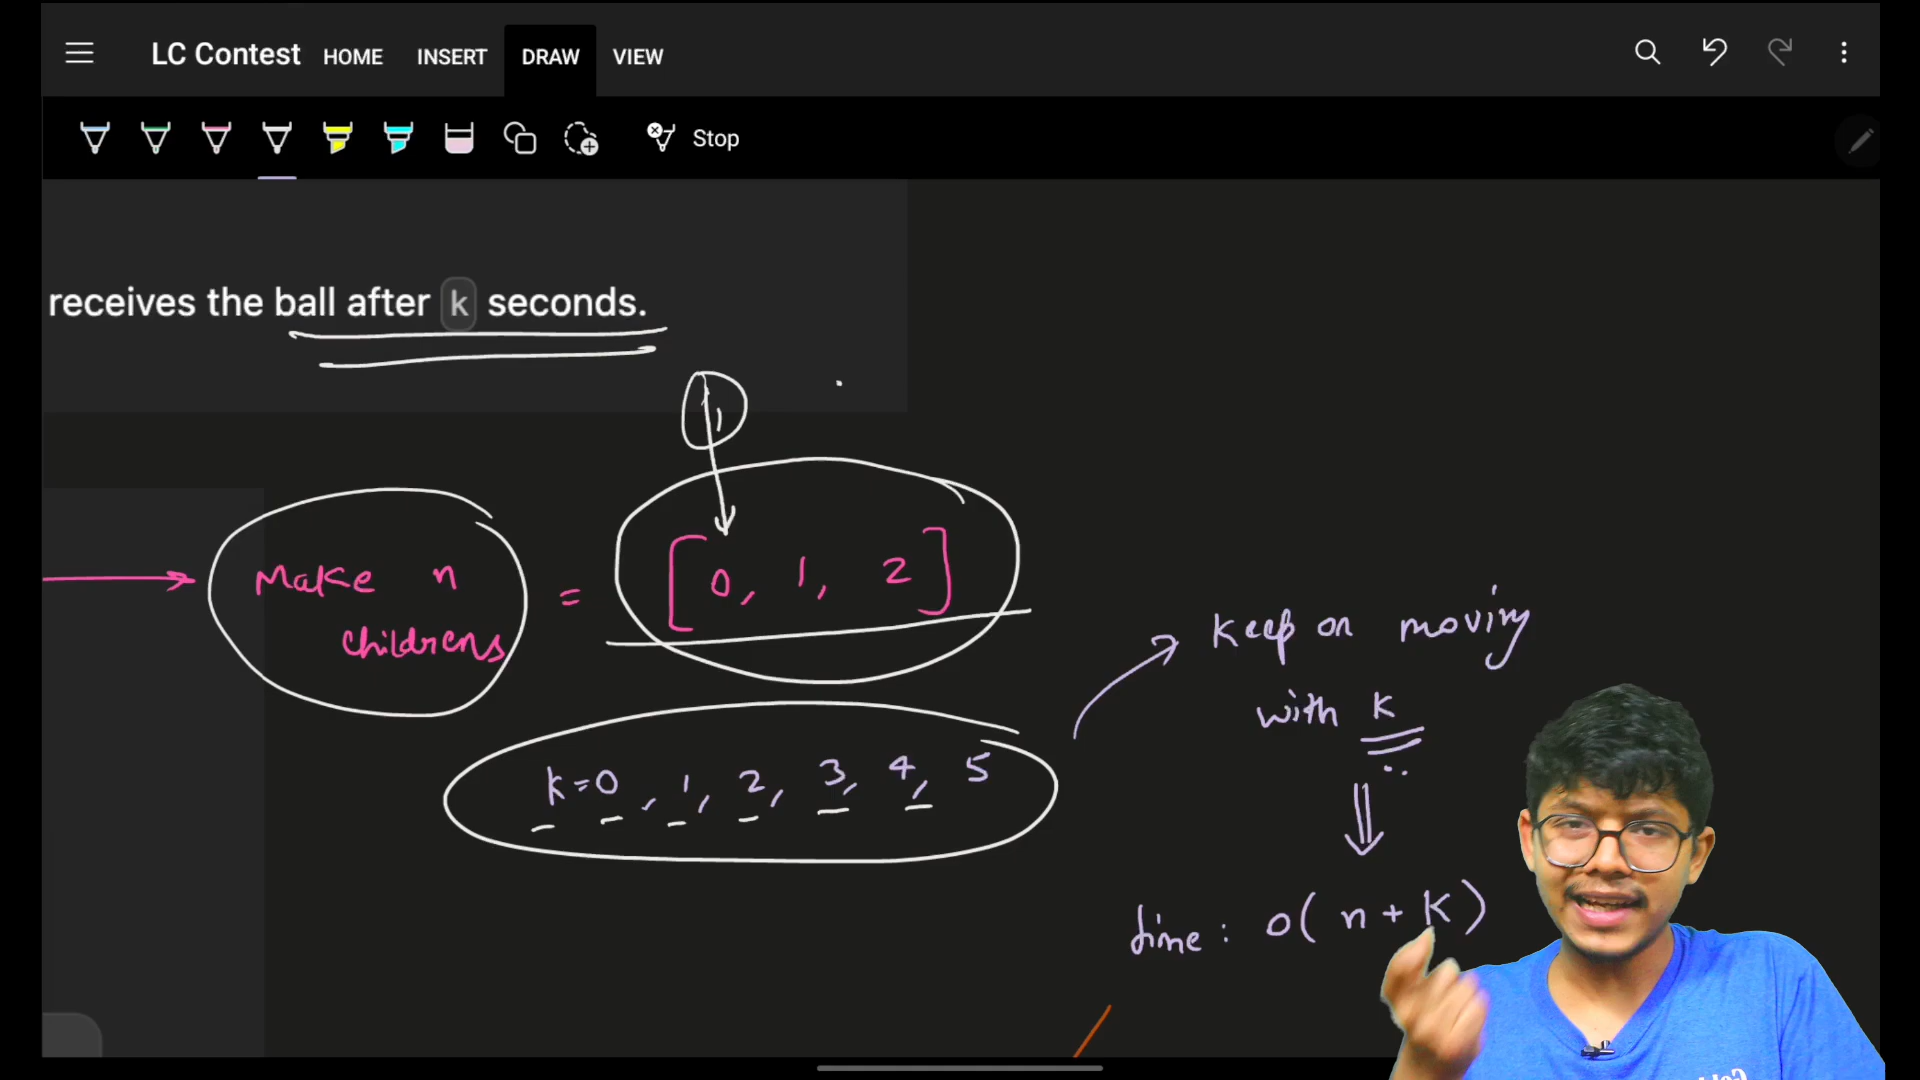 LC Contest HOME INSERT DRAW VIEW
Stop
receives the ball after k seconds.
Make n
childrens
= [0, 1, 2]
Keep on moving
with K
k=0, 1, 2, 3, 4, 5
time: O(n+K)